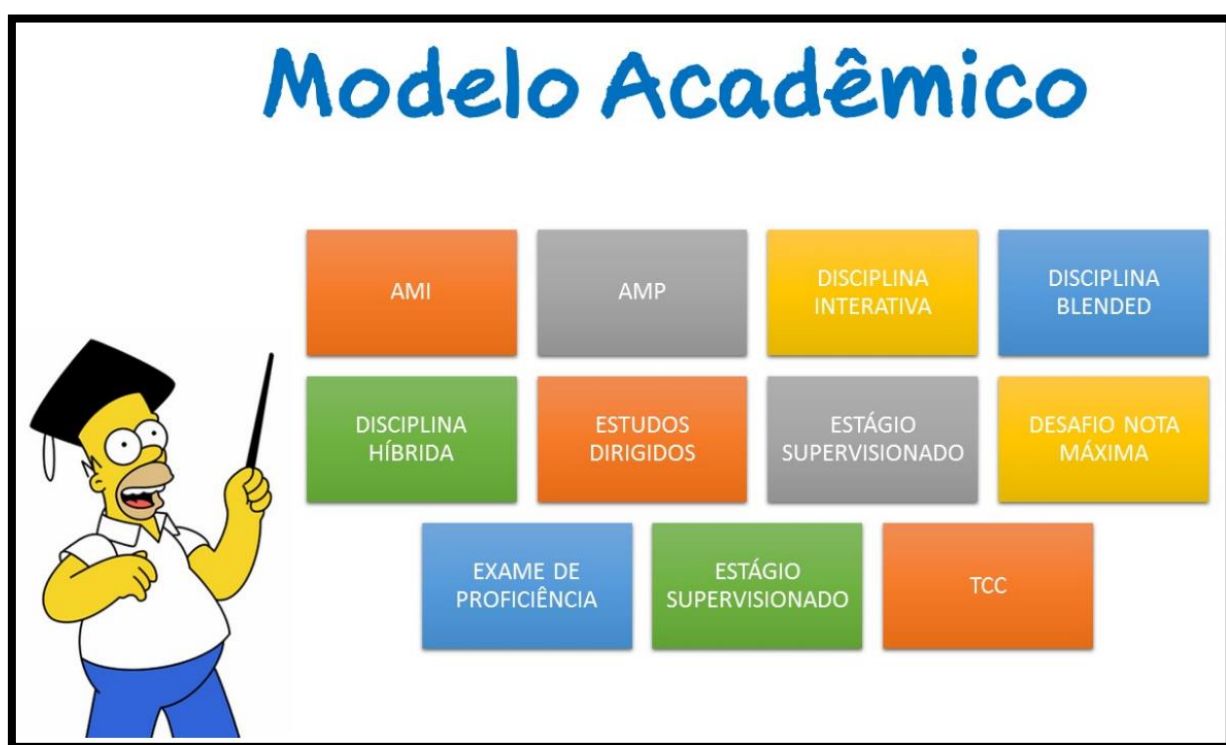 Modelo Acadêmico
AMI
AMP
DISCIPLINA
INTERATIVA
DISCIPLINA
BLENDED
DISCIPLINA
HÍBRIDA
ESTUDOS
DIRIGIDOS
ESTÁGIO
SUPERVISIONADO
DESAFIO NOTA
MÁXIMA
EXAME DE
PROFICIÊNCIA
ESTÁGIO
SUPERVISIONADO
TCC